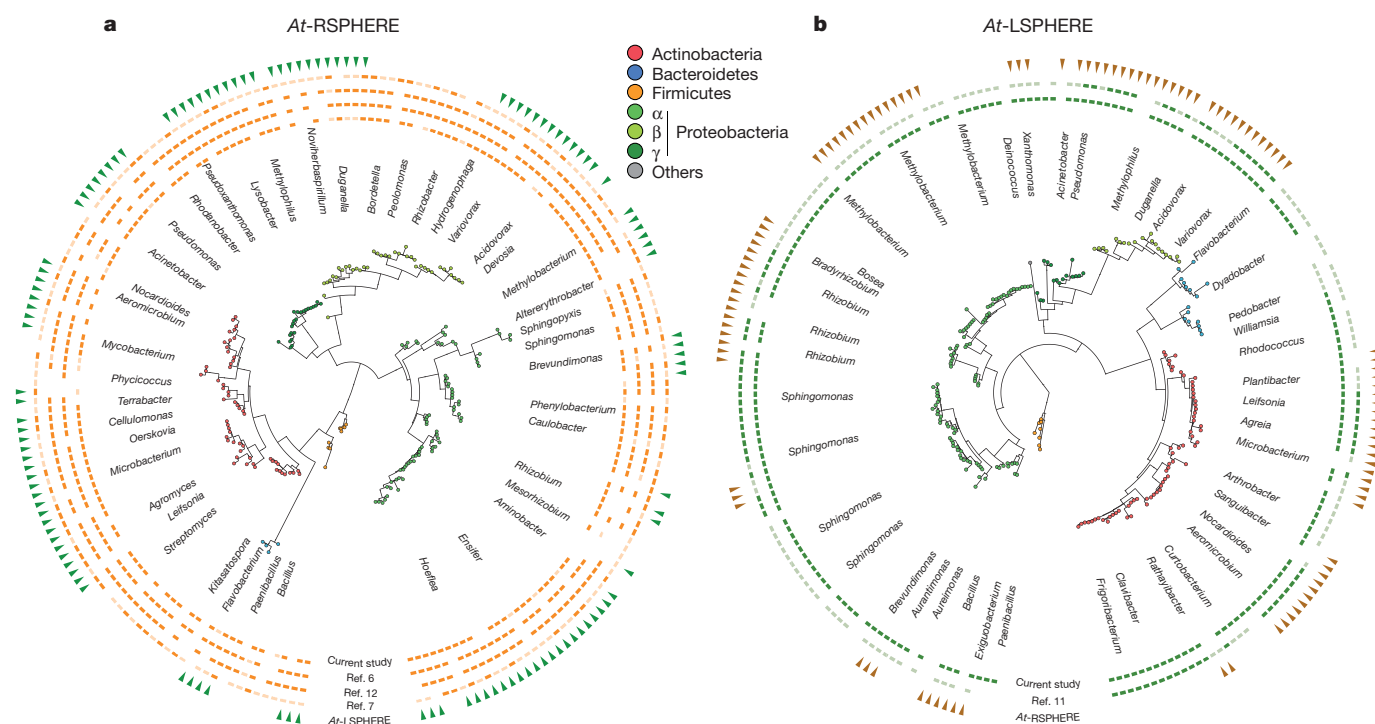 a
At-RSPHERE
Actinobacteria
Bacteroidetes
Firmicutes
α
β
γ
Proteobacteria
Others
b
At-LSPHERE
Noviherbaspirillum
Duganella
Bordetella
Pelomonas
Rhizobacter
Hydrogenophaga
Variovorax
Acidovorax
Devosia
Methylobacterium
Altererythrobacter
Sphingopyxis
Sphingomonas
Brevundimonas
Phenylobacterium
Caulobacter
Rhizobium
Mesorhizobium
Aminobacter
Ensifer
Hoeflea
Bacillus
Paenibacillus
Flavobacterium
Kitasatospora
Streptomyces
Leifsonia
Agromyces
Microbacterium
Oerskovia
Cellulomonas
Terrabacter
Phycicoccus
Mycobacterium
Aeromicrobium
Nocardioides
Acinetobacter
Pseudomonas
Rhodanobacter
Pseudoxanthomonas
Lysobacter
Methylophilus
Current study
Ref. 6
Ref. 12
Ref. 7
At-LSPHERE
Methylobacterium
Deinococcus
Xanthomonas
Acinetobacter
Pseudomonas
Methylophilus
Duganella
Acidovorax
Variovorax
Flavobacterium
Dyadobacter
Pedobacter
Williamsia
Rhodococcus
Plantibacter
Leifsonia
Agreia
Microbacterium
Arthrobacter
Sanguibacter
Nocardioides
Aeromicrobium
Curtobacterium
Rathayibacter
Clavibacter
Frigoribacterium
Paenibacillus
Exiguobacterium
Bacillus
Aureimonas
Aurantimonas
Brevundimonas
Sphingomonas
Sphingomonas
Sphingomonas
Sphingomonas
Rhizobium
Rhizobium
Rhizobium
Bradyrhizobium
Bosea
Methylobacterium
Methylobacterium
Current study
Ref. 11
At-RSPHERE